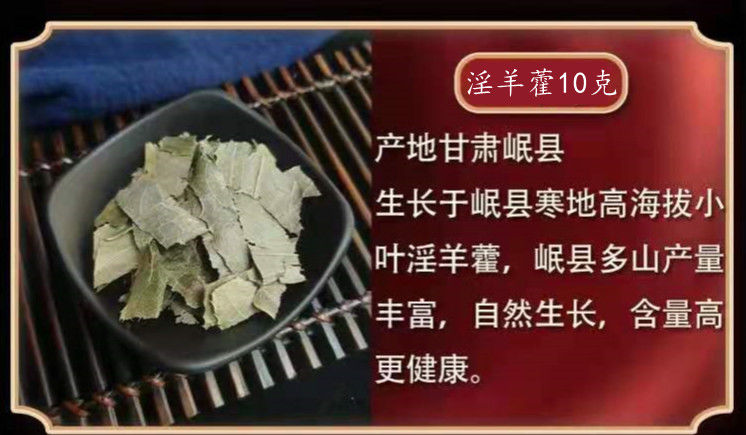 淫羊藿10克
产地甘肃岷县
生长于岷县寒地高海拔小
叶淫羊藿，岷县多山产量
丰富，自然生长，含量高
更健康。